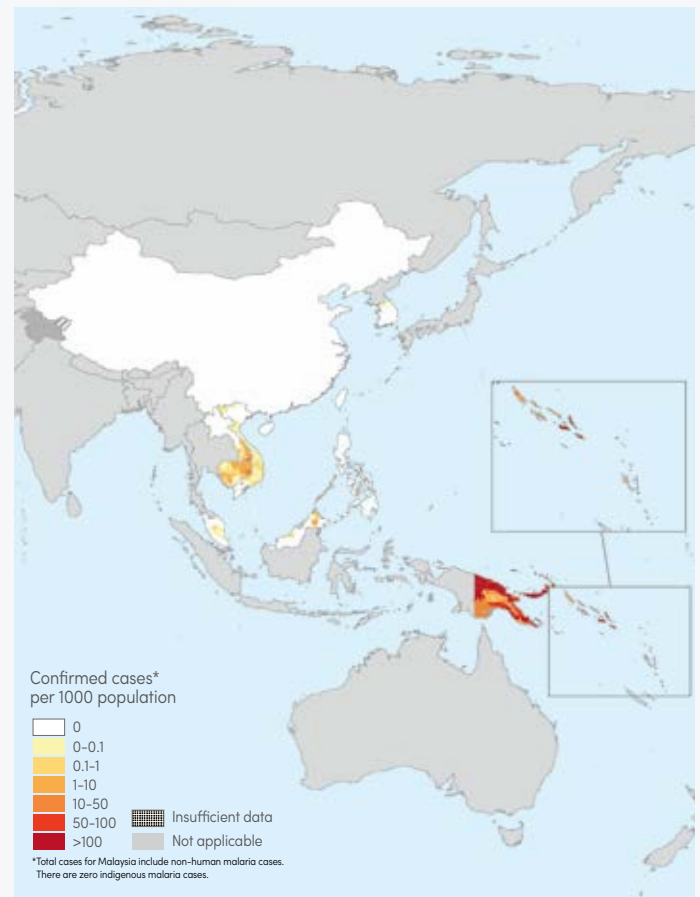 Confirmed cases*
per 1000 population
0
0-0.1
0.1-1
1-10
10-50
50-100
>100
Insufficient data
Not applicable
*Total cases for Malaysia include non-human malaria cases.
There are zero indigenous malaria cases.